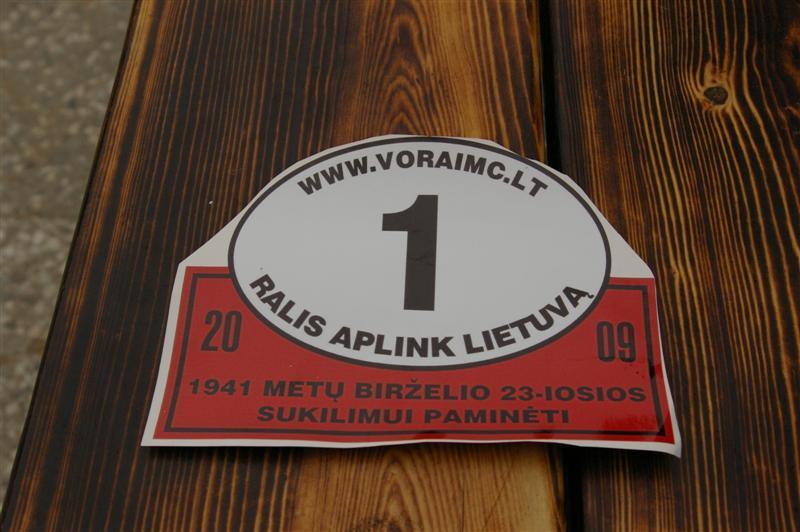 WWW.VORAIMC.LT
1
RALIS APLINK LIETUVĄ
20 09
1941 METŲ BIRŽELIO 23-IOSIOS
SUKILIMUI PAMINĖTI